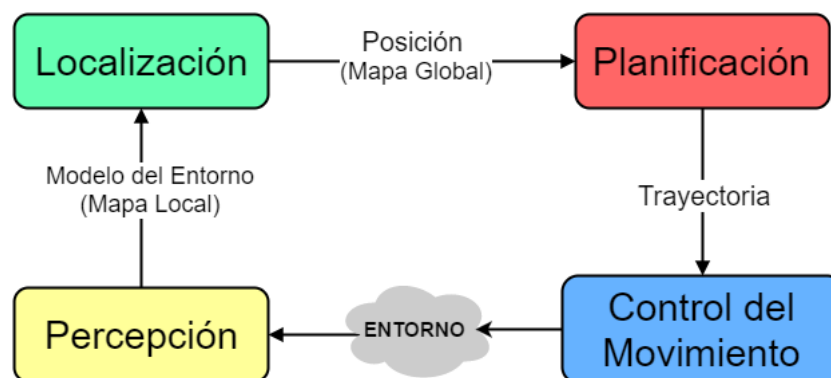 Localización
Posición
(Mapa Global)
Planificación
Modelo del Entorno
(Mapa Local)
Trayectoria
Percepción
ENTORNO
Control del
Movimiento